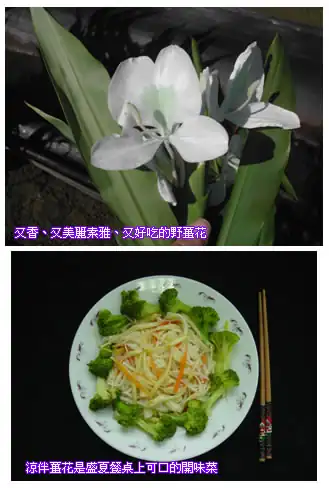 又香、又美麗素雅、又好吃的野薑花
涼伴薑花是盛夏餐桌上可口的開味菜